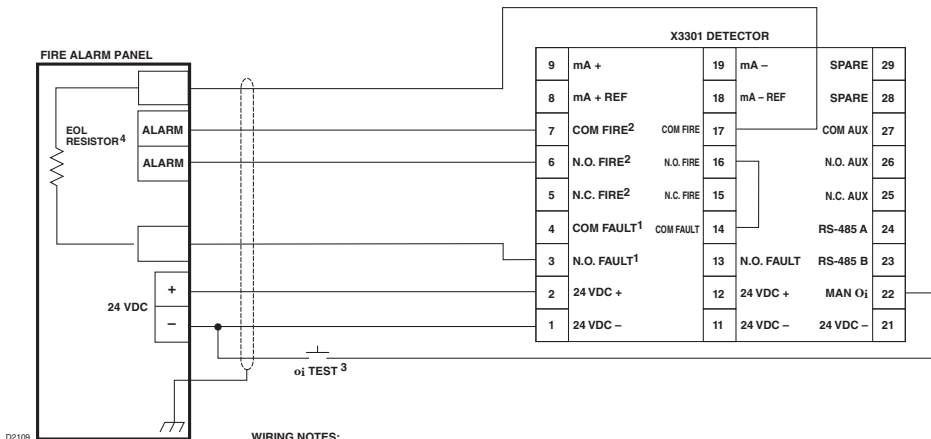 X3301 DETECTOR
FIRE ALARM PANEL
EOL
RESISTOR4
ALARM
ALARM
24 VDC
+
–
oi TEST 3
9 mA + 19 mA – SPARE 29
8 mA + REF 18 mA – REF SPARE 28
7 COM FIRE2 COM FIRE 17 COM AUX 27
6 N.O. FIRE2 N.O. FIRE 16 N.O. AUX 26
5 N.C. FIRE2 N.C. FIRE 15 N.C. AUX 25
4 COM FAULT1 COM FAULT 14 RS-485 A 24
3 N.O. FAULT1 13 N.O. FAULT RS-485 B 23
2 24 VDC + 12 24 VDC + MAN Oi 22
1 24 VDC – 11 24 VDC – 24 VDC – 21
D2109
WIRING NOTES: